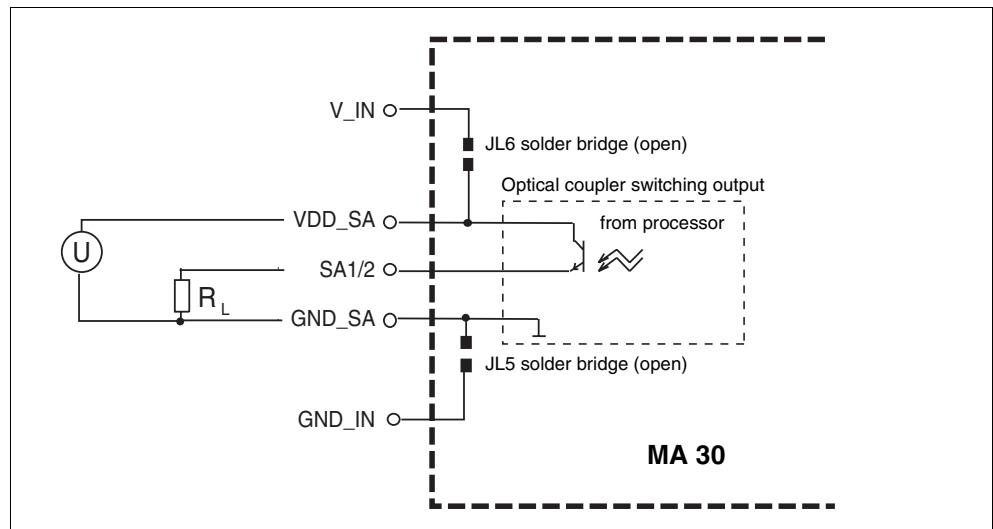 V_IN
JL6 solder bridge (open)
Optical coupler switching output
VDD_SA
from processor
U
SA1/2
R L
GND_SA
JL5 solder bridge (open)
GND_IN
MA 30